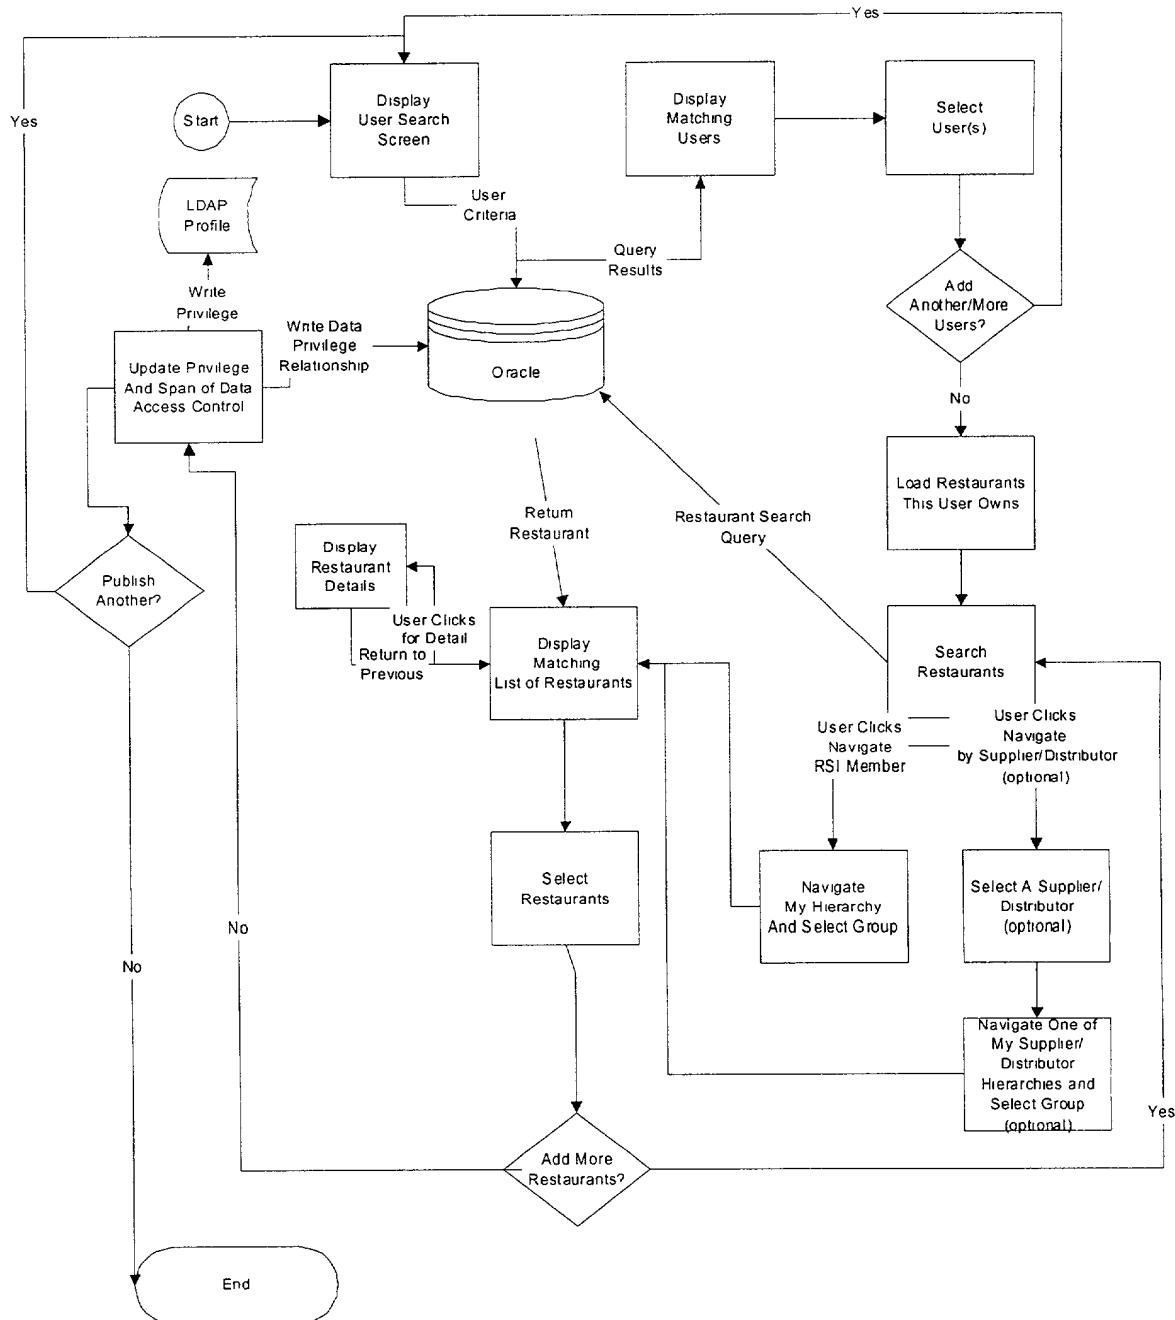 Yes
Yes
Start
Display
User Search
Screen
Display
Matching
Users
Select
User(s)
LDAP
Profile
User
Criteria
Query
Results
Write
Privilege
Write Data
Privilege
Relationship
Add
Another/More
Users?
Update Privilege
And Span of Data
Access Control
Oracle
No
Load Restaurants
This User Owns
Return
Restaurant
Restaurant Search
Query
Display
Restaurant
Details
Publish
Another?
User Clicks
for Detail
Return to
Previous
Display
Matching
List of Restaurants
Search
Restaurants
User Clicks
Navigate
RSI Member
User Clicks
Navigate
by Supplier/Distributor
(optional)
Select
Restaurants
Navigate
My Hierarchy
And Select Group
Select A Supplier/
Distributor
(optional)
No
No
Navigate One of
My Supplier/
Distributor
Hierarchies and
Select Group
(optional)
Yes
Add More
Restaurants?
End